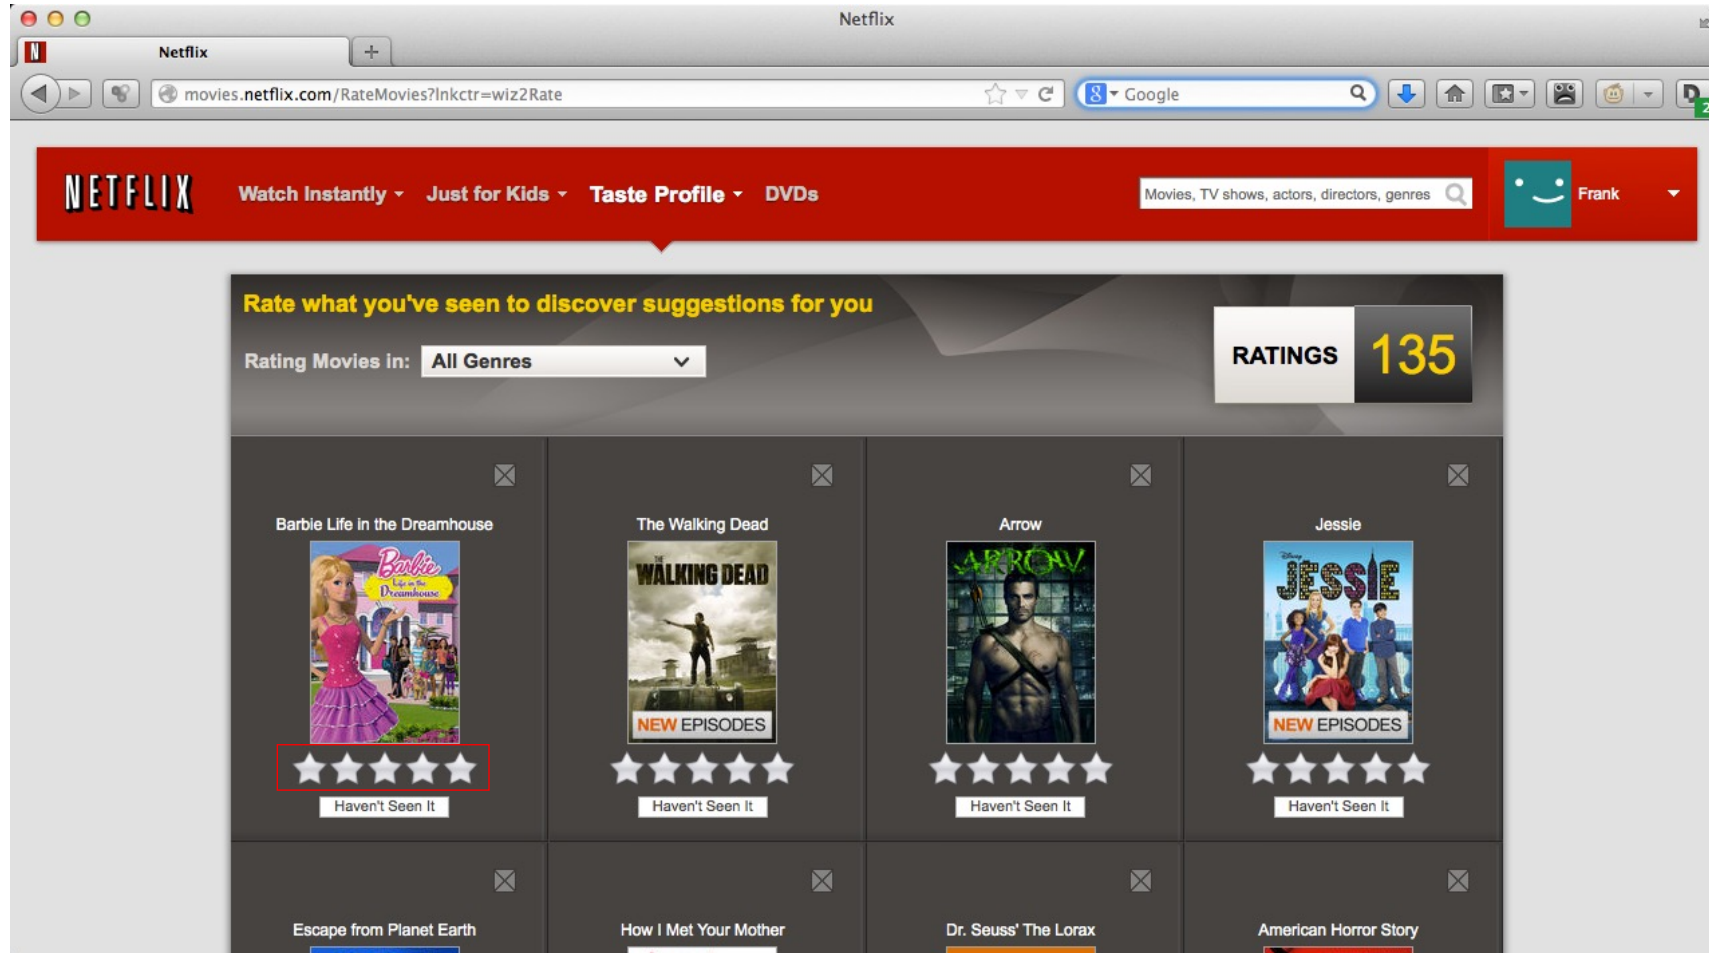 Netflix
Netflix
movies.netflix.com/RateMovies?lnkctr=wiz2Rate
Google
2
NETFLIX
Watch Instantly
Just for Kids
Taste Profile
DVDs
Movies, TV shows, actors, directors, genres
Frank
Rate what you've seen to discover suggestions for you
Rating Movies in: All Genres
RATINGS 135
Barbie Life in the Dreamhouse
The Walking Dead
Arrow
Jessie
Barbie
Life in the
Dreamhouse
THE
WALKING DEAD
NEW EPISODES
ARROW
Disney
JESSIE
NEW EPISODES
Haven't Seen It
Haven't Seen It
Haven't Seen It
Haven't Seen It
Escape from Planet Earth
How I Met Your Mother
Dr. Seuss' The Lorax
American Horror Story